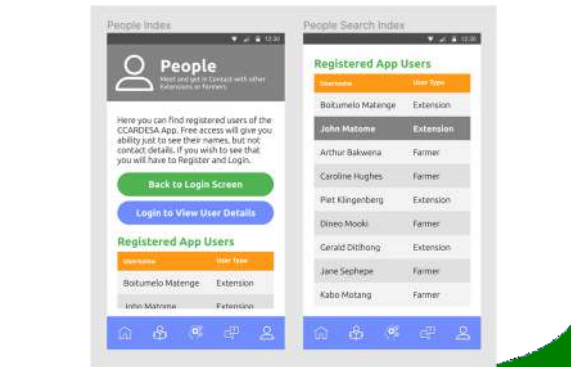 People Index
12:30
People
Meet and get in Contact with other
Extensions or Farmers.
Here you can find registered users of the
CCARDESA App. Free access will give you
ability just to see their names, but not
contact details. if you wish to see that
you will have to Register and Login.
Back to Login Screen
Login to View User Details
Registered App Users
Username User Type
Boitumelo Matenge Extension
John Matome Extension
People Search Index
12:30
Registered App Users
Username User Type
Boitumelo Matenge Extension
John Matome Extension
Arthur Bakwena Farmer
Caroline Hughes Farmer
Piet Klingenberg Extension
Dineo Mooki Farmer
Gerald Ditlhong Extension
Jane Sephepe Farmer
Kabo Motang Farmer